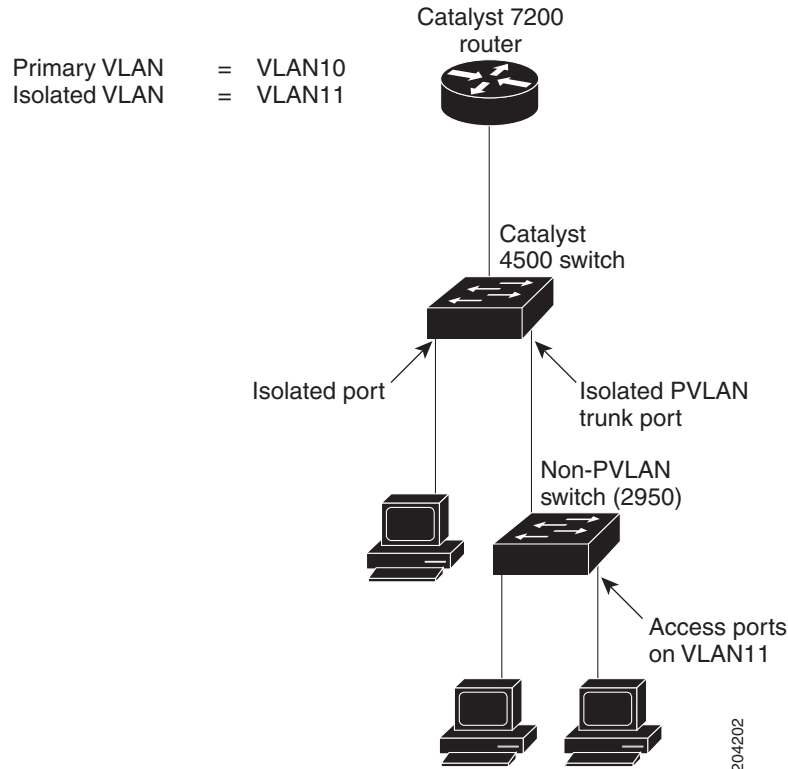 Catalyst 7200
router
Primary VLAN = VLAN10
Isolated VLAN = VLAN11
Catalyst
4500 switch
Isolated port
Isolated PVLAN
trunk port
Non-PVLAN
switch (2950)
Access ports
on VLAN11
204202